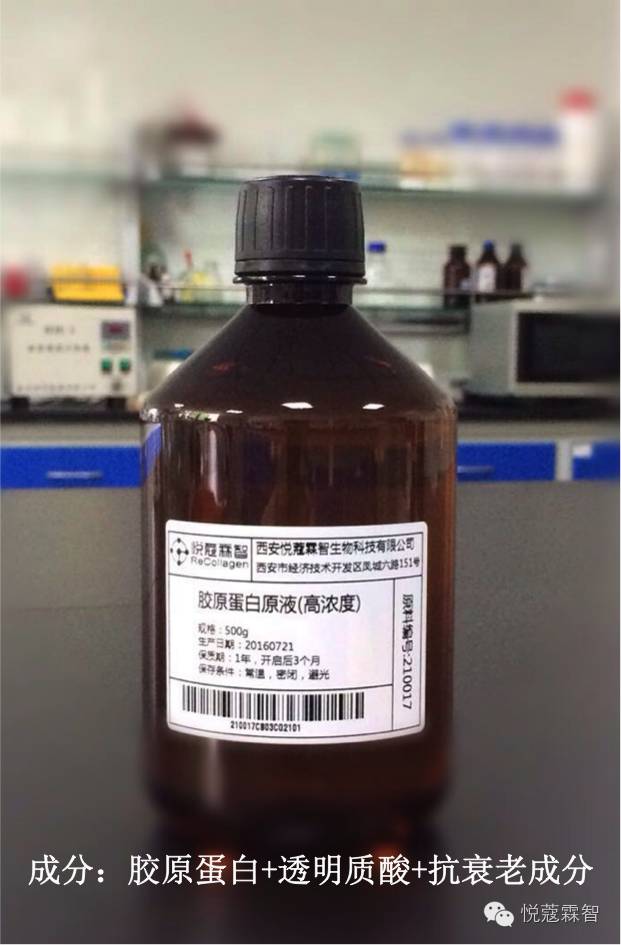 悦蔻霖智
ReCollagen
西安悦蔻霖智生物科技有限公司
西安市经济技术开发区凤城六路151号
胶原蛋白原液(高浓度)
规格：500g
生产日期：20160721
保质期：1年，开启后3个月
保存条件：常温，密闭，避光
原料编号:210017
210017CB03C02101
成分：胶原蛋白+透明质酸+抗衰老成分
悦蔻霖智